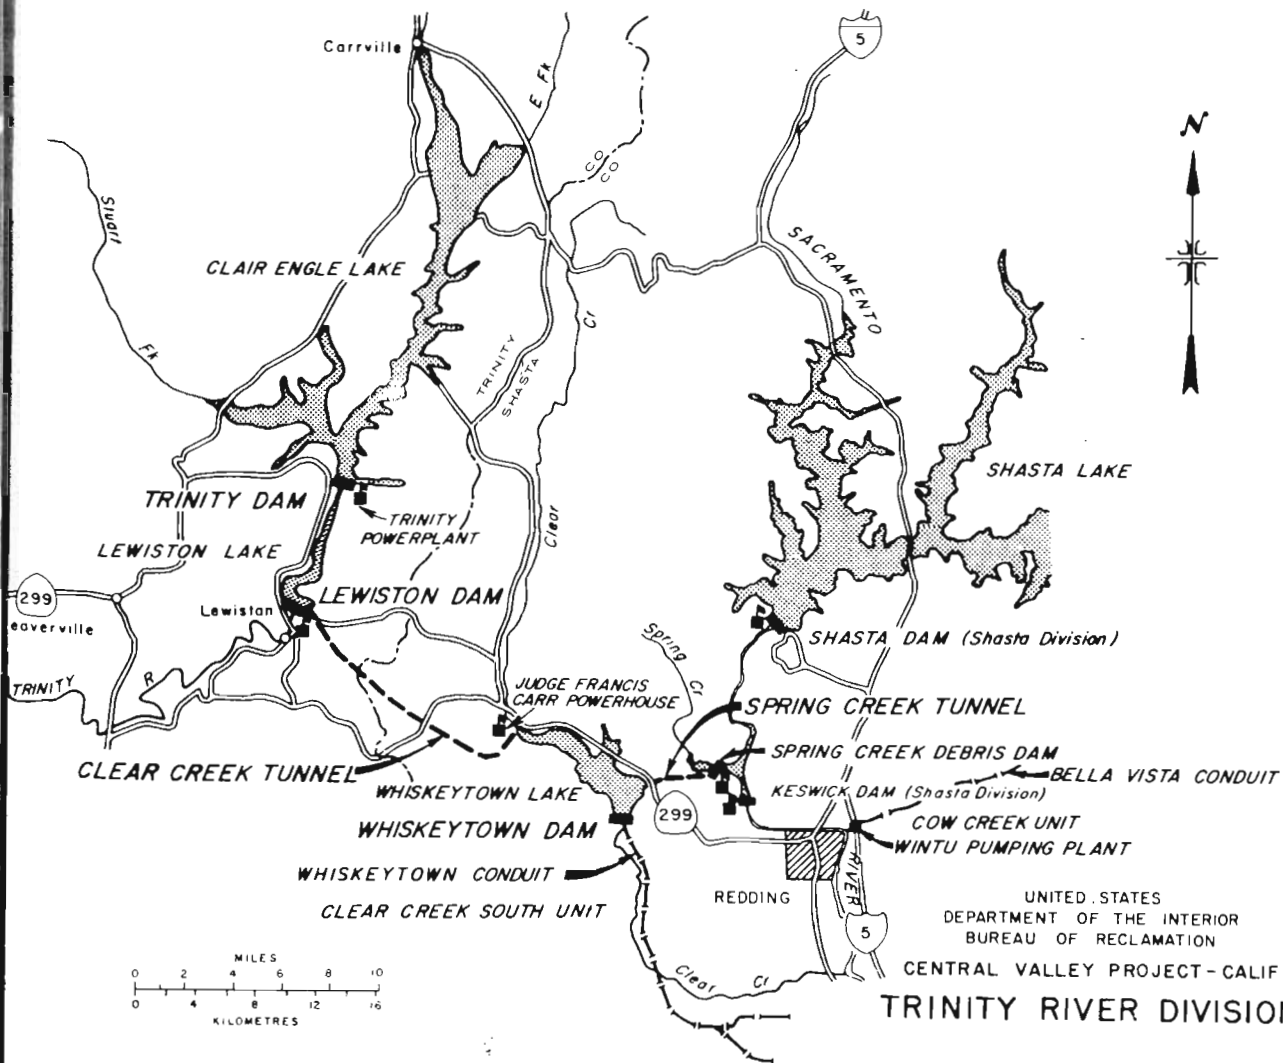 Carrville
5
E Fk
N
CO
CO
Stuart
Fk
SACRAMENTO
CLAIR ENGLE LAKE
Cr
TRINITY
SHASTA
SHASTA LAKE
TRINITY DAM
TRINITY
POWERPLANT
Clear
LEWISTON LAKE
299
LEWISTON DAM
Lewiston
eaverville
SHASTA DAM (Shasta Division)
Spring
Cr
TRINITY
R
JUDGE FRANCIS
CARR POWERHOUSE
SPRING CREEK TUNNEL
SPRING CREEK DEBRIS DAM
CLEAR CREEK TUNNEL
BELLA VISTA CONDUIT
WHISKEYTOWN LAKE
KESWICK DAM (Shasta Division)
299
WHISKEYTOWN DAM
COW CREEK UNIT
WINTU PUMPING PLANT
WHISKEYTOWN CONDUIT
RIVER
REDDING
CLEAR CREEK SOUTH UNIT
5
UNITED STATES
DEPARTMENT OF THE INTERIOR
BUREAU OF RECLAMATION
CENTRAL VALLEY PROJECT-CALIF
TRINITY RIVER DIVISION
Clear Cr
MILES
0 2 4 6 8 10
0 4 8 12 16
KILOMETRES